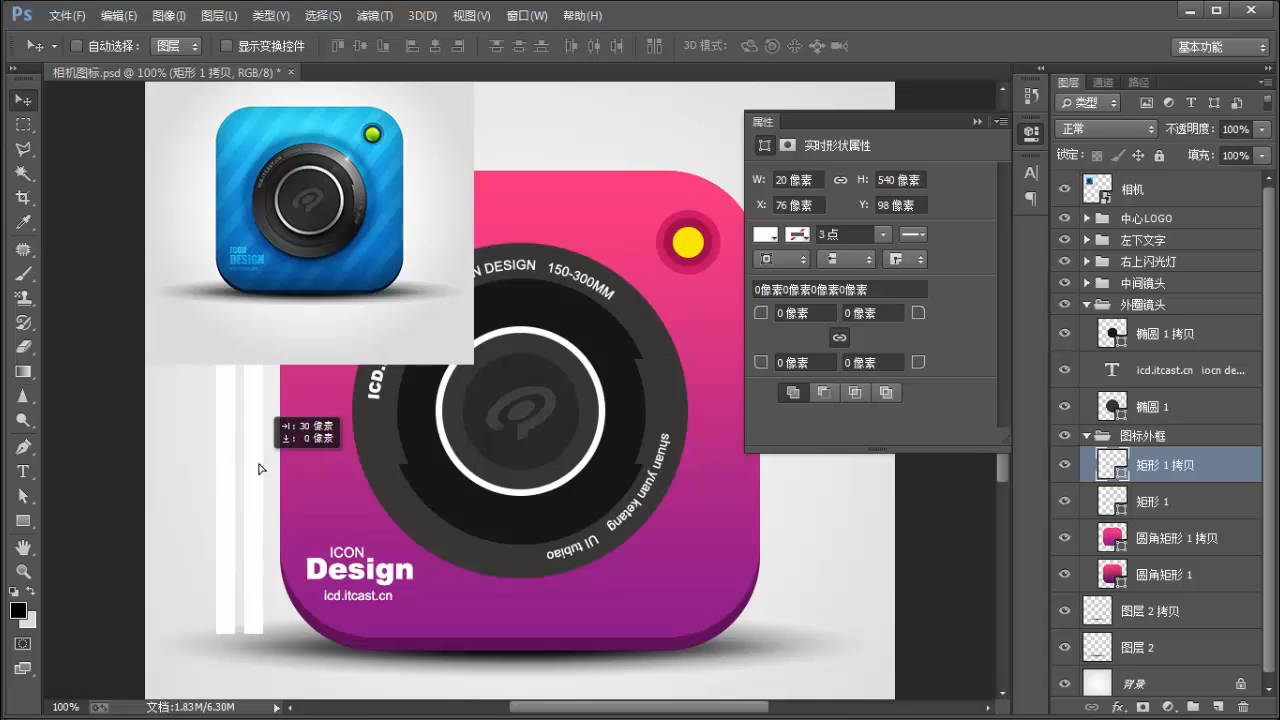 Ps 文件(F) 编辑(E) 图像(I) 图层(L) 类型(Y) 选择(S) 滤镜(T) 3D(D) 视图(V) 窗口(W) 帮助(H)
自动选择: 图层 显示变换控件 3D 模式: 基本功能
相机图标.psd @ 100% (矩形 1 拷贝, RGB/8) * ×
属性
实时形状属性
W: 20 像素 H: 540 像素
X: 76 像素 Y: 98 像素
3 点
0像素0像素0像素0像素
0 像素 0 像素
0 像素 0 像素
ICON
DESIGN
N DESIGN 150-300MM
ICD.
shuan yuan ketang
UI tubiao
30 像素
0 像素
ICON
Design
icd.itcast.cn
图层 通道 路径
类型
正常 不透明度: 100%
锁定: 填充: 100%
相机
中心LOGO
左下文字
右上闪光灯
中间镜头
外圈镜头
椭圆 1 拷贝
T icd.itcast.cn iocn de...
椭圆 1
图标外框
矩形 1 拷贝
矩形 1
圆角矩形 1 拷贝
圆角矩形 1
图层 2 拷贝
图层 2
背景
100% 文档:1.83M/6.30M